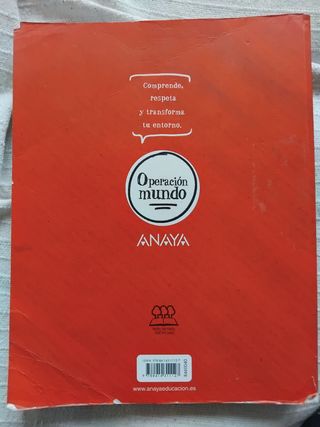 Comprende,
respeta
y transforma
tu entorno.
Operación
mundo
ANAYA
www.anayaeducacion.es